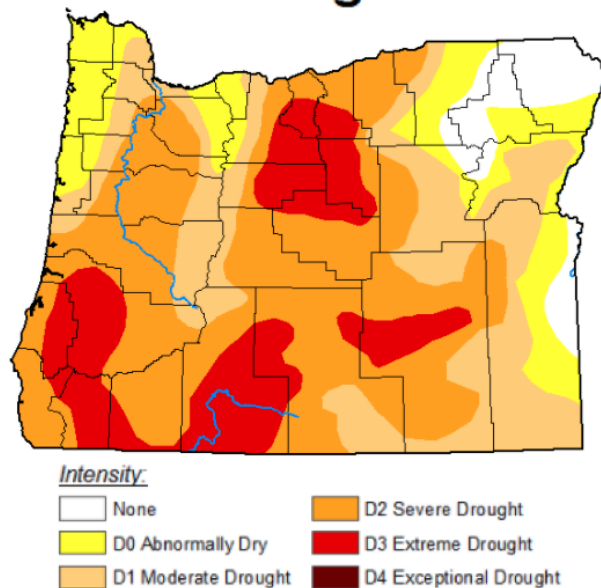 Intensity:
None
D2 Severe Drought
D0 Abnormally Dry
D3 Extreme Drought
D1 Moderate Drought
D4 Exceptional Drought